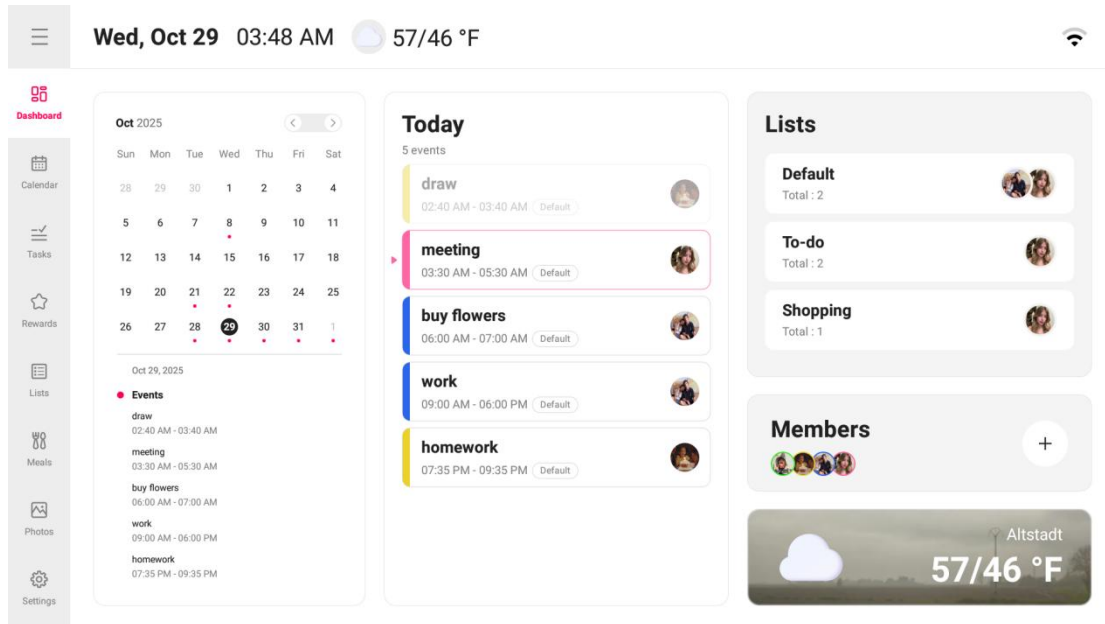 Wed, Oct 29 03:48 AM 57/46 °F
Dashboard
Calendar
Tasks
Rewards
Lists
Meals
Photos
Settings
Oct 2025
Sun Mon Tue Wed Thu Fri Sat
28 29 30 1 2 3 4
5 6 7 8 9 10 11
12 13 14 15 16 17 18
19 20 21 22 23 24 25
26 27 28 29 30 31 1
Oct 29, 2025
Events
draw
02:40 AM - 03:40 AM
meeting
03:30 AM - 05:30 AM
buy flowers
06:00 AM - 07:00 AM
work
09:00 AM - 06:00 PM
homework
07:35 PM - 09:35 PM
Today
5 events
draw
02:40 AM - 03:40 AM Default
meeting
03:30 AM - 05:30 AM Default
buy flowers
06:00 AM - 07:00 AM Default
work
09:00 AM - 06:00 PM Default
homework
07:35 PM - 09:35 PM Default
Lists
Default
Total : 2
To-do
Total : 2
Shopping
Total : 1
Members
+
Altstadt
57/46 °F